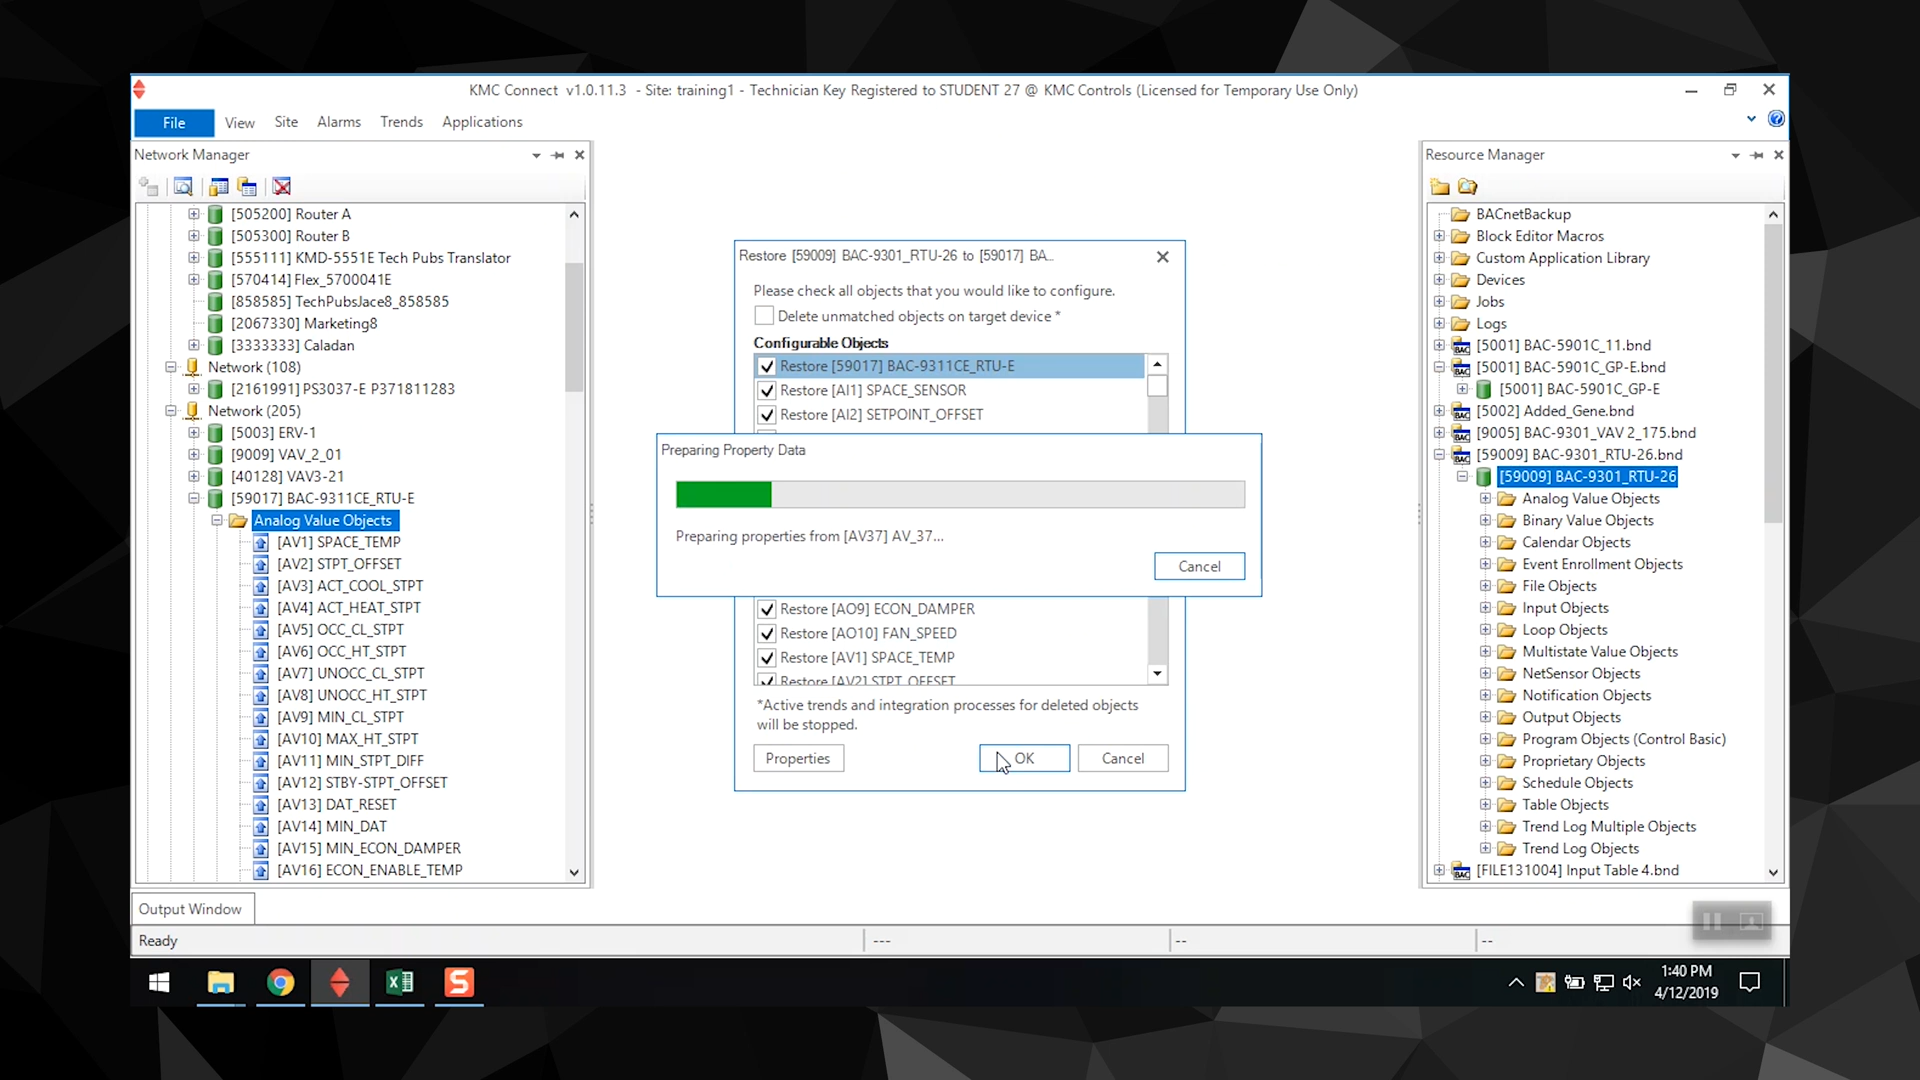 KMC Connect v1.0.11.3 - Site: training1 - Technician Key Registered to STUDENT 27 @ KMC Controls (Licensed for Temporary Use Only)
File View Site Alarms Trends Applications
Network Manager
[505200] Router A
[505300] Router B
[555111] KMD-5551E Tech Pubs Translator
[570414] Flex_5700041E
[858585] TechPubsJace8_858585
[2067330] Marketing8
[3333333] Caladan
Network (108)
[2161991] PS3037-E P371811283
Network (205)
[5003] ERV-1
[9009] VAV_2_01
[40128] VAV3-21
[59017] BAC-9311CE_RTU-E
Analog Value Objects
[AV1] SPACE_TEMP
[AV2] STPT_OFFSET
[AV3] ACT_COOL_STPT
[AV4] ACT_HEAT_STPT
[AV5] OCC_CL_STPT
[AV6] OCC_HT_STPT
[AV7] UNOCC_CL_STPT
[AV8] UNOCC_HT_STPT
[AV9] MIN_CL_STPT
[AV10] MAX_HT_STPT
[AV11] MIN_STPT_DIFF
[AV12] STBY-STPT_OFFSET
[AV13] DAT_RESET
[AV14] MIN_DAT
[AV15] MIN_ECON_DAMPER
[AV16] ECON_ENABLE_TEMP
Restore [59009] BAC-9301_RTU-26 to [59017] BA...
Please check all objects that you would like to configure.
Delete unmatched objects on target device *
Configurable Objects
Restore [59017] BAC-9311CE_RTU-E
Restore [AI1] SPACE_SENSOR
Restore [AI2] SETPOINT_OFFSET
Preparing Property Data
Preparing properties from [AV37] AV_37...
Cancel
Restore [AO9] ECON_DAMPER
Restore [AO10] FAN_SPEED
Restore [AV1] SPACE_TEMP
Restore [AV2] STPT_OFFSET
*Active trends and integration processes for deleted objects
will be stopped.
Properties OK Cancel
Resource Manager
BACnetBackup
Block Editor Macros
Custom Application Library
Devices
Jobs
Logs
[5001] BAC-5901C_11.bnd
[5001] BAC-5901C_GP-E.bnd
[5001] BAC-5901C_GP-E
[5002] Added_Gene.bnd
[9005] BAC-9301_VAV 2_175.bnd
[59009] BAC-9301_RTU-26.bnd
[59009] BAC-9301_RTU-26
Analog Value Objects
Binary Value Objects
Calendar Objects
Event Enrollment Objects
File Objects
Input Objects
Loop Objects
Multistate Value Objects
NetSensor Objects
Notification Objects
Output Objects
Program Objects (Control Basic)
Proprietary Objects
Schedule Objects
Table Objects
Trend Log Multiple Objects
Trend Log Objects
[FILE131004] Input Table 4.bnd
Output Window
Ready --- -- --
1:40 PM
4/12/2019